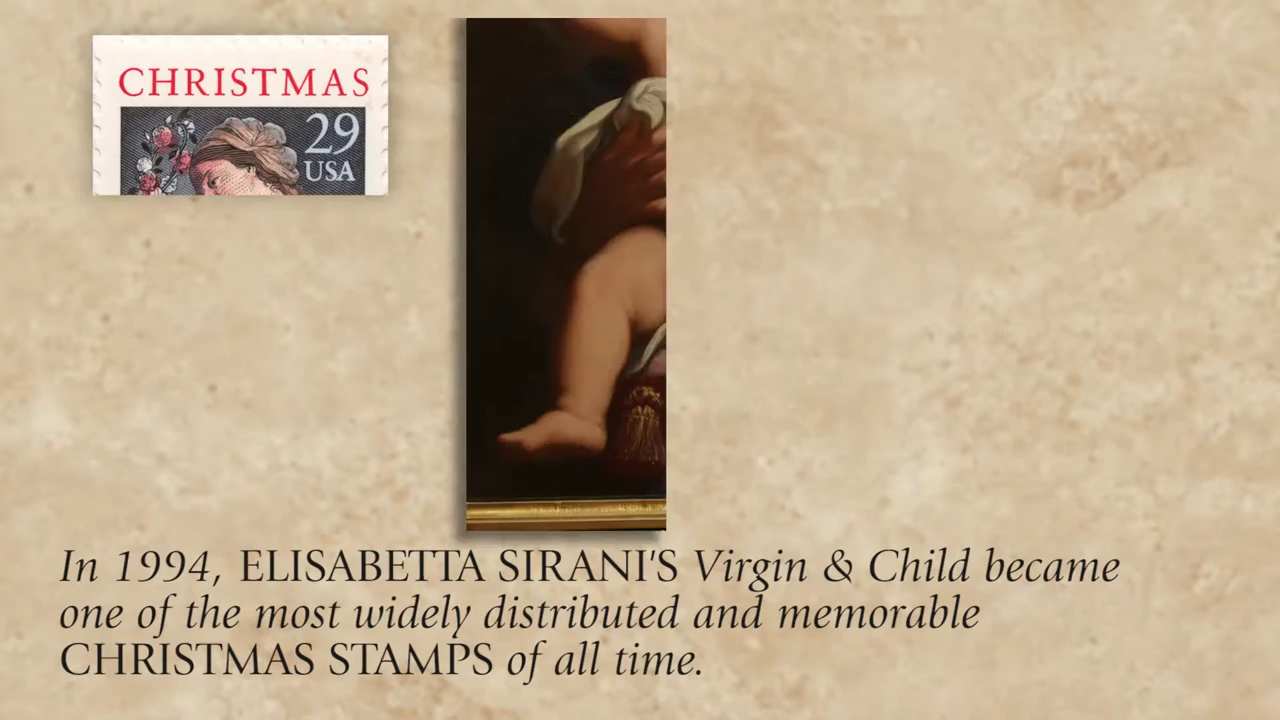 CHRISTMAS
29
USA
In 1994, ELISABETTA SIRANI'S Virgin & Child became
one of the most widely distributed and memorable
CHRISTMAS STAMPS of all time.